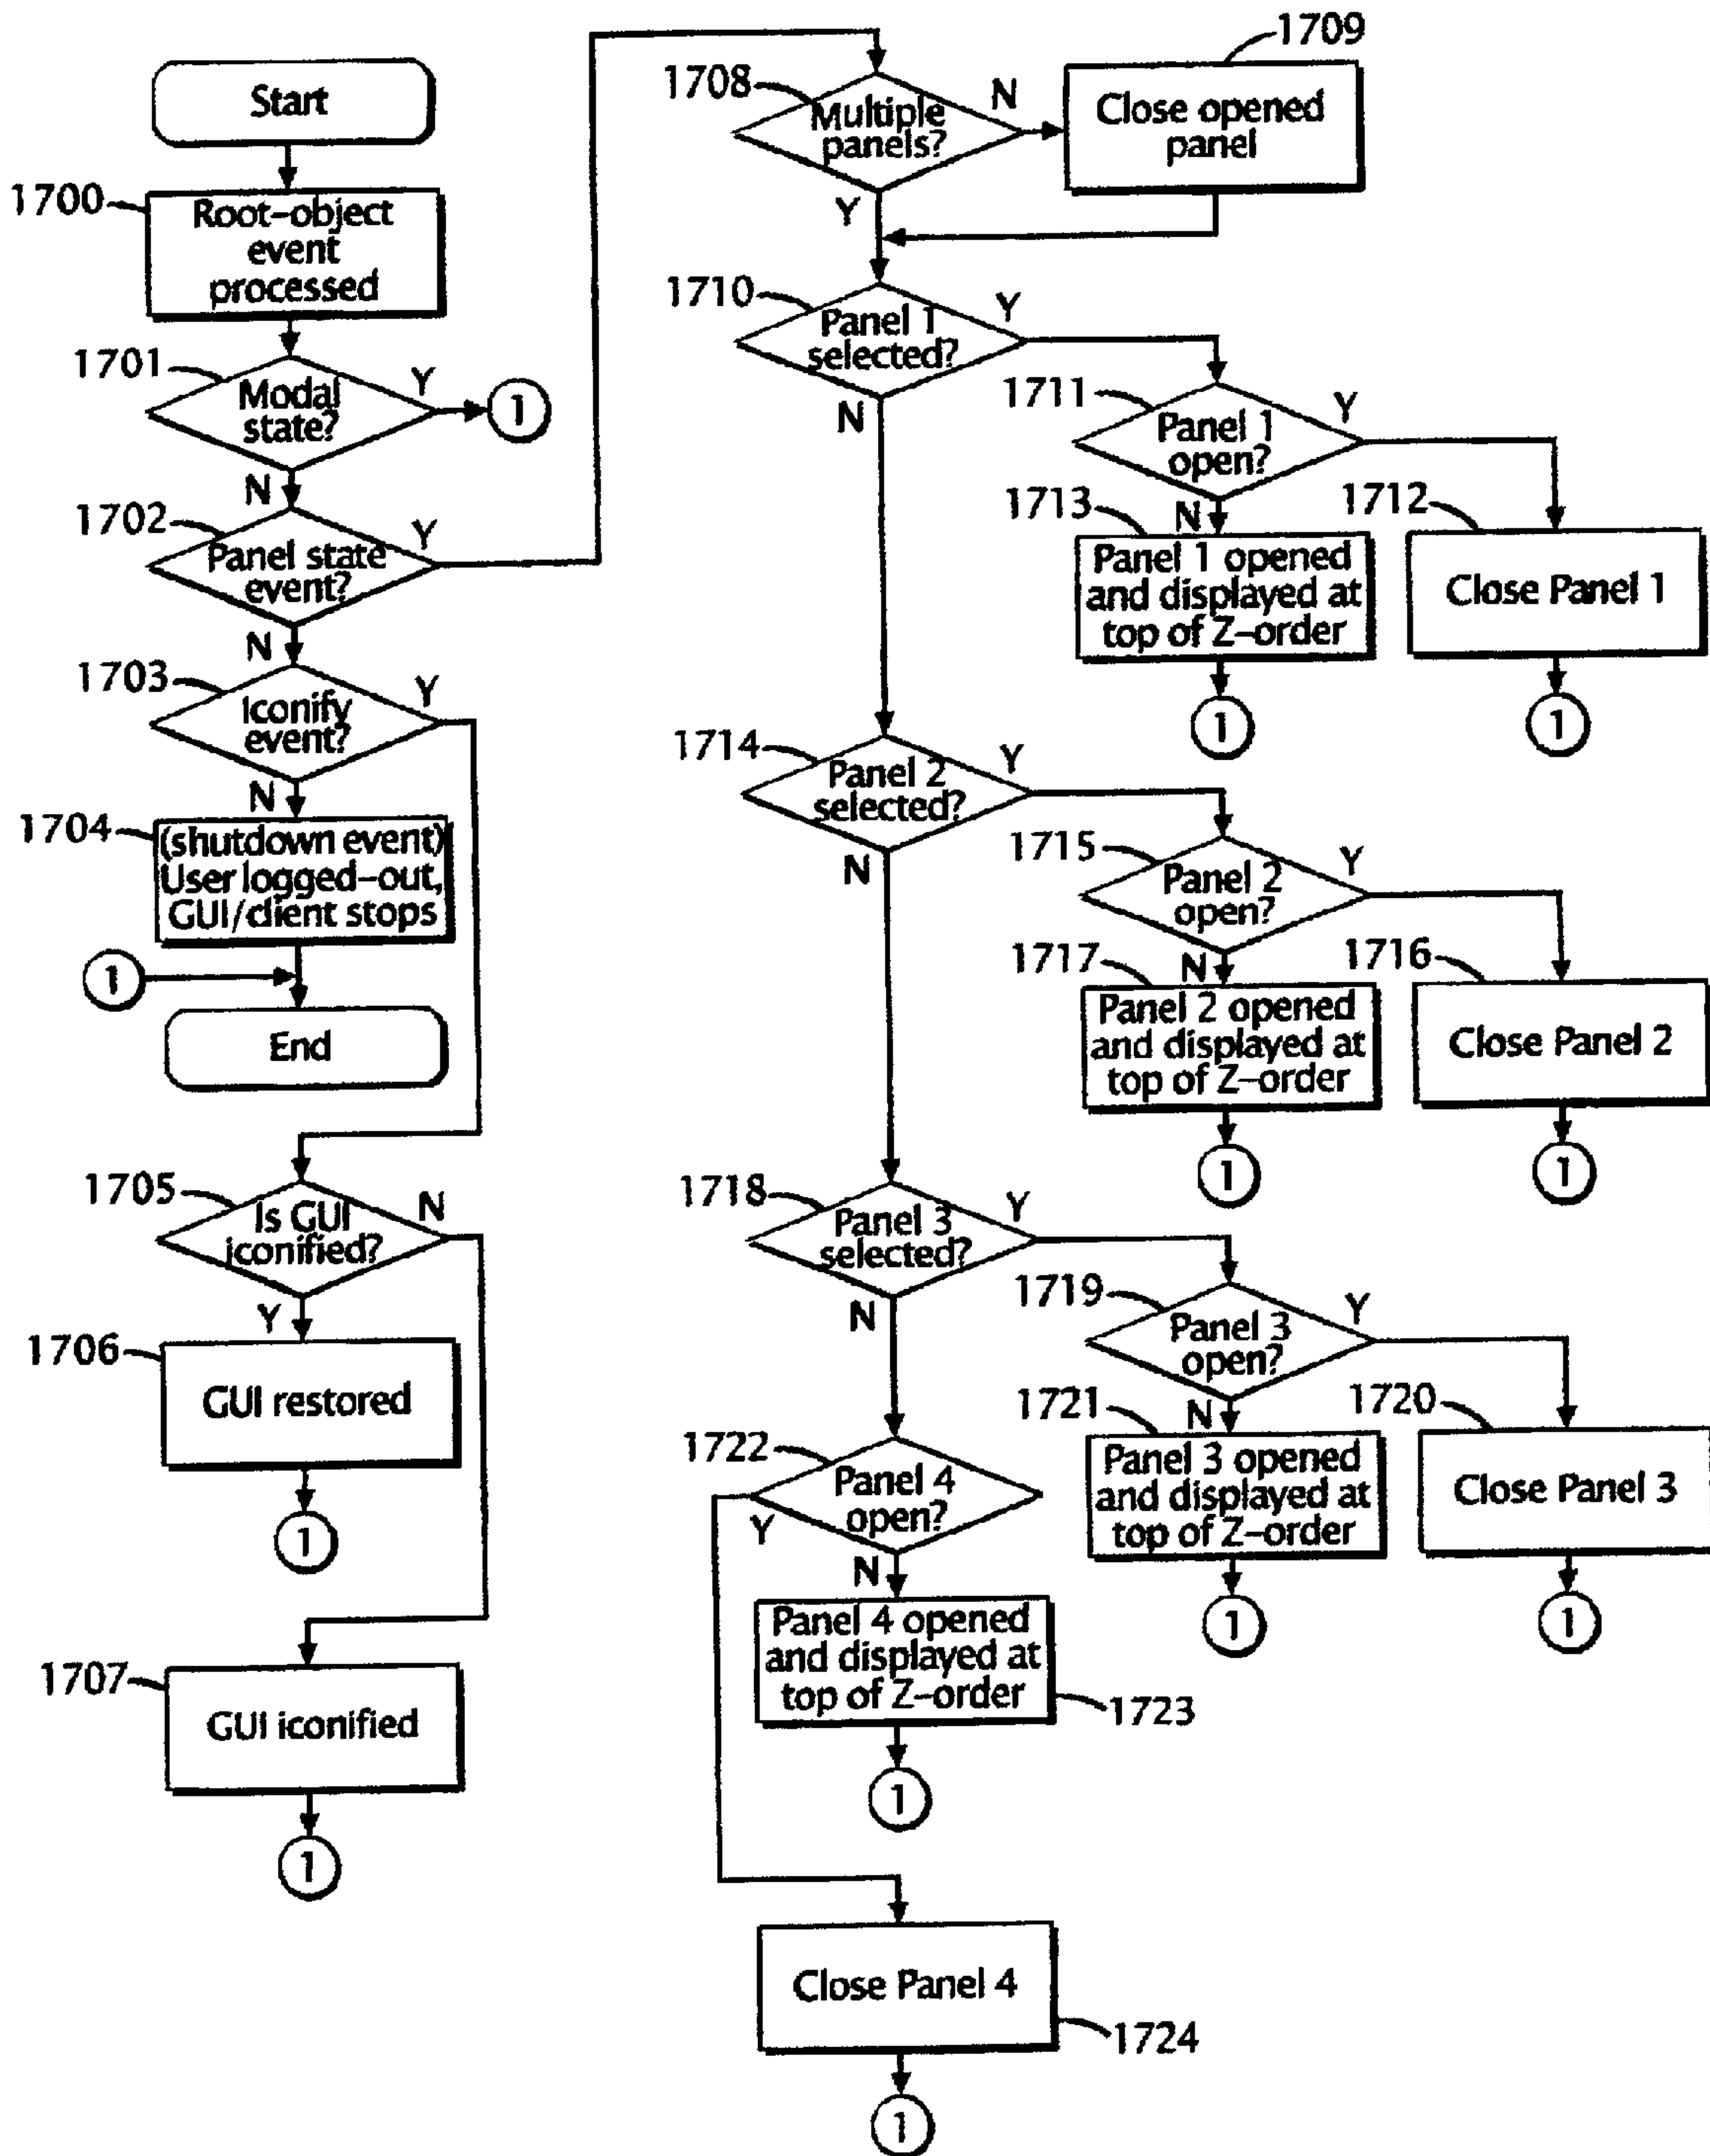 Start
1700
Root-object
event
processed
1701
Modal
state?
Y
1
N
1702
Panel state
event?
Y
N
1703
Iconify
event?
Y
N
1704
(shutdown event)
User logged-out,
GUI/client stops
1
End
1705
Is GUI
iconified?
N
Y
1706
GUI restored
1
1707
GUI iconified
1
1708
Multiple
panels?
N
Y
1709
Close opened
panel
1710
Panel 1
selected?
Y
N
1711
Panel 1
open?
Y
N
1713
Panel 1 opened
and displayed at
top of Z-order
1
1712
Close Panel 1
1
1714
Panel 2
selected?
Y
N
1715
Panel 2
open?
Y
N
1717
Panel 2 opened
and displayed at
top of Z-order
1
1716
Close Panel 2
1
1718
Panel 3
selected?
Y
N
1719
Panel 3
open?
Y
N
1721
Panel 3 opened
and displayed at
top of Z-order
1
1720
Close Panel 3
1
1722
Panel 4
open?
Y
N
Panel 4 opened
and displayed at
top of Z-order
1723
1
Close Panel 4
1724
1